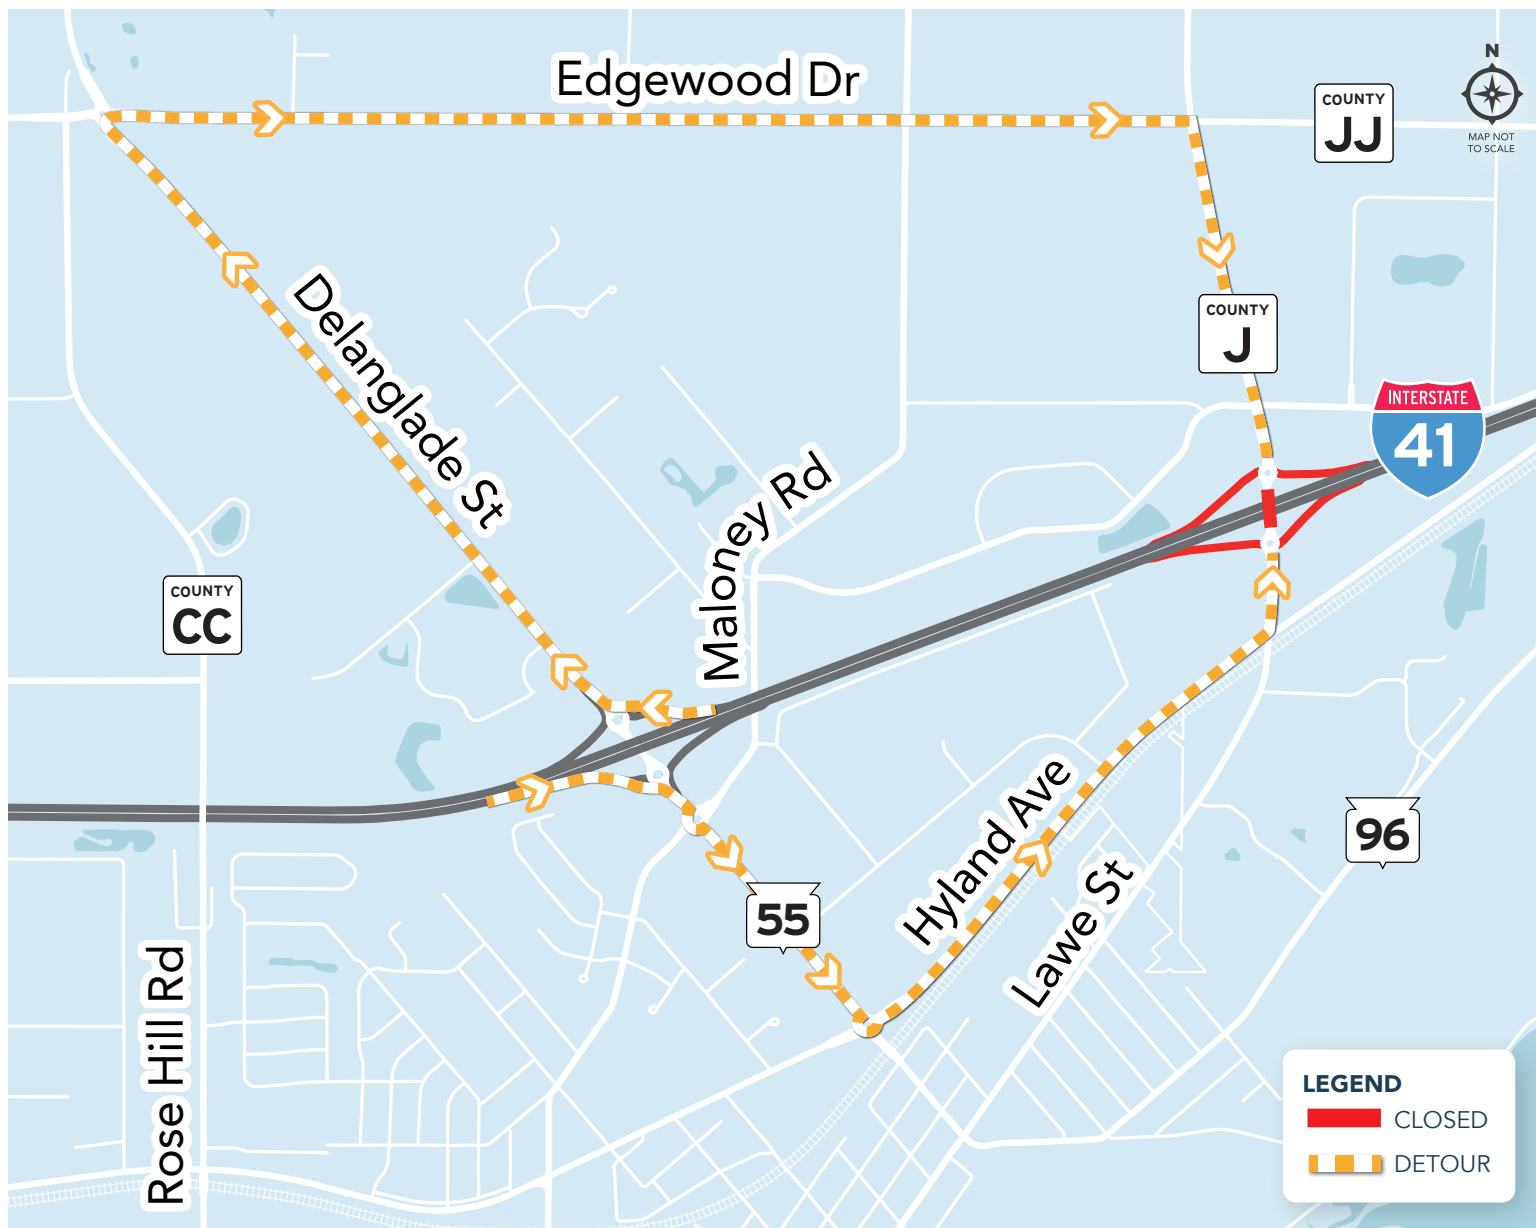 Edgewood Dr
N
MAP NOT
TO SCALE
COUNTY
JJ
Delanglade St
COUNTY
J
INTERSTATE
41
Maloney Rd
COUNTY
CC
Hyland Ave
96
55
Lawe St
Rose Hill Rd
LEGEND
CLOSED
DETOUR